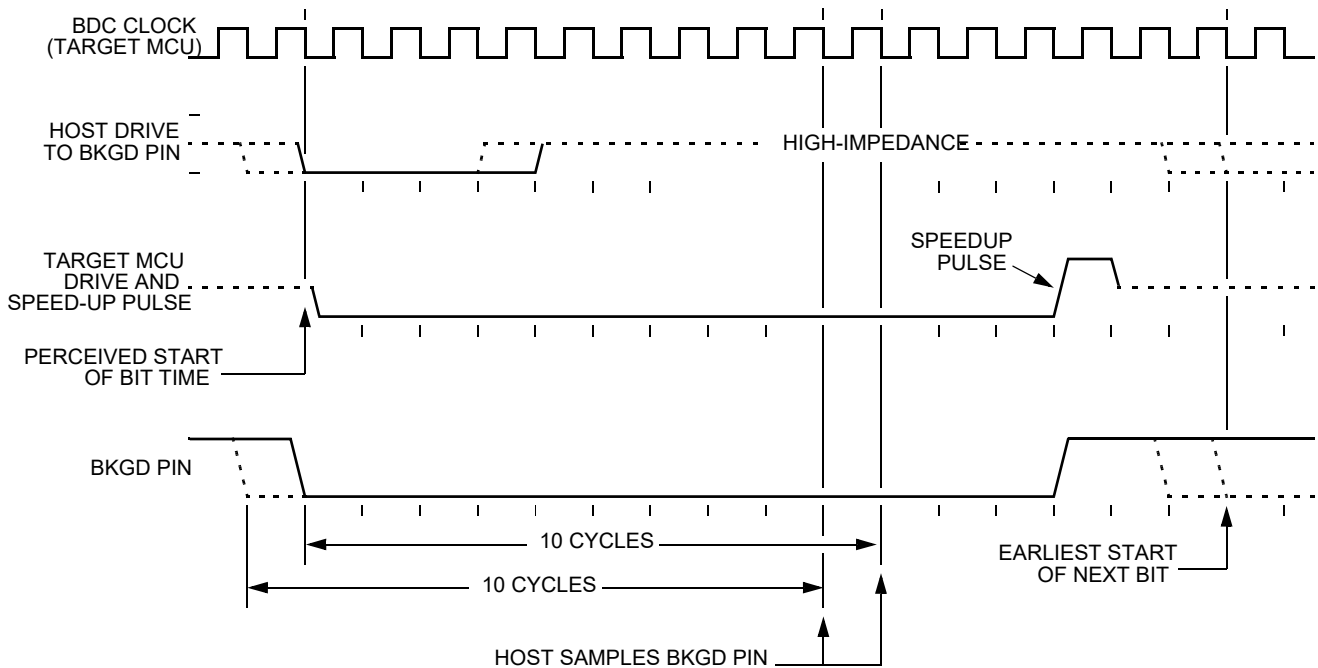 BDC CLOCK
(TARGET MCU)
HOST DRIVE
TO BKGD PIN
HIGH-IMPEDANCE
SPEEDUP
PULSE
TARGET MCU
DRIVE AND
SPEED-UP PULSE
PERCEIVED START
OF BIT TIME
BKGD PIN
10 CYCLES
EARLIEST START
OF NEXT BIT
10 CYCLES
HOST SAMPLES BKGD PIN